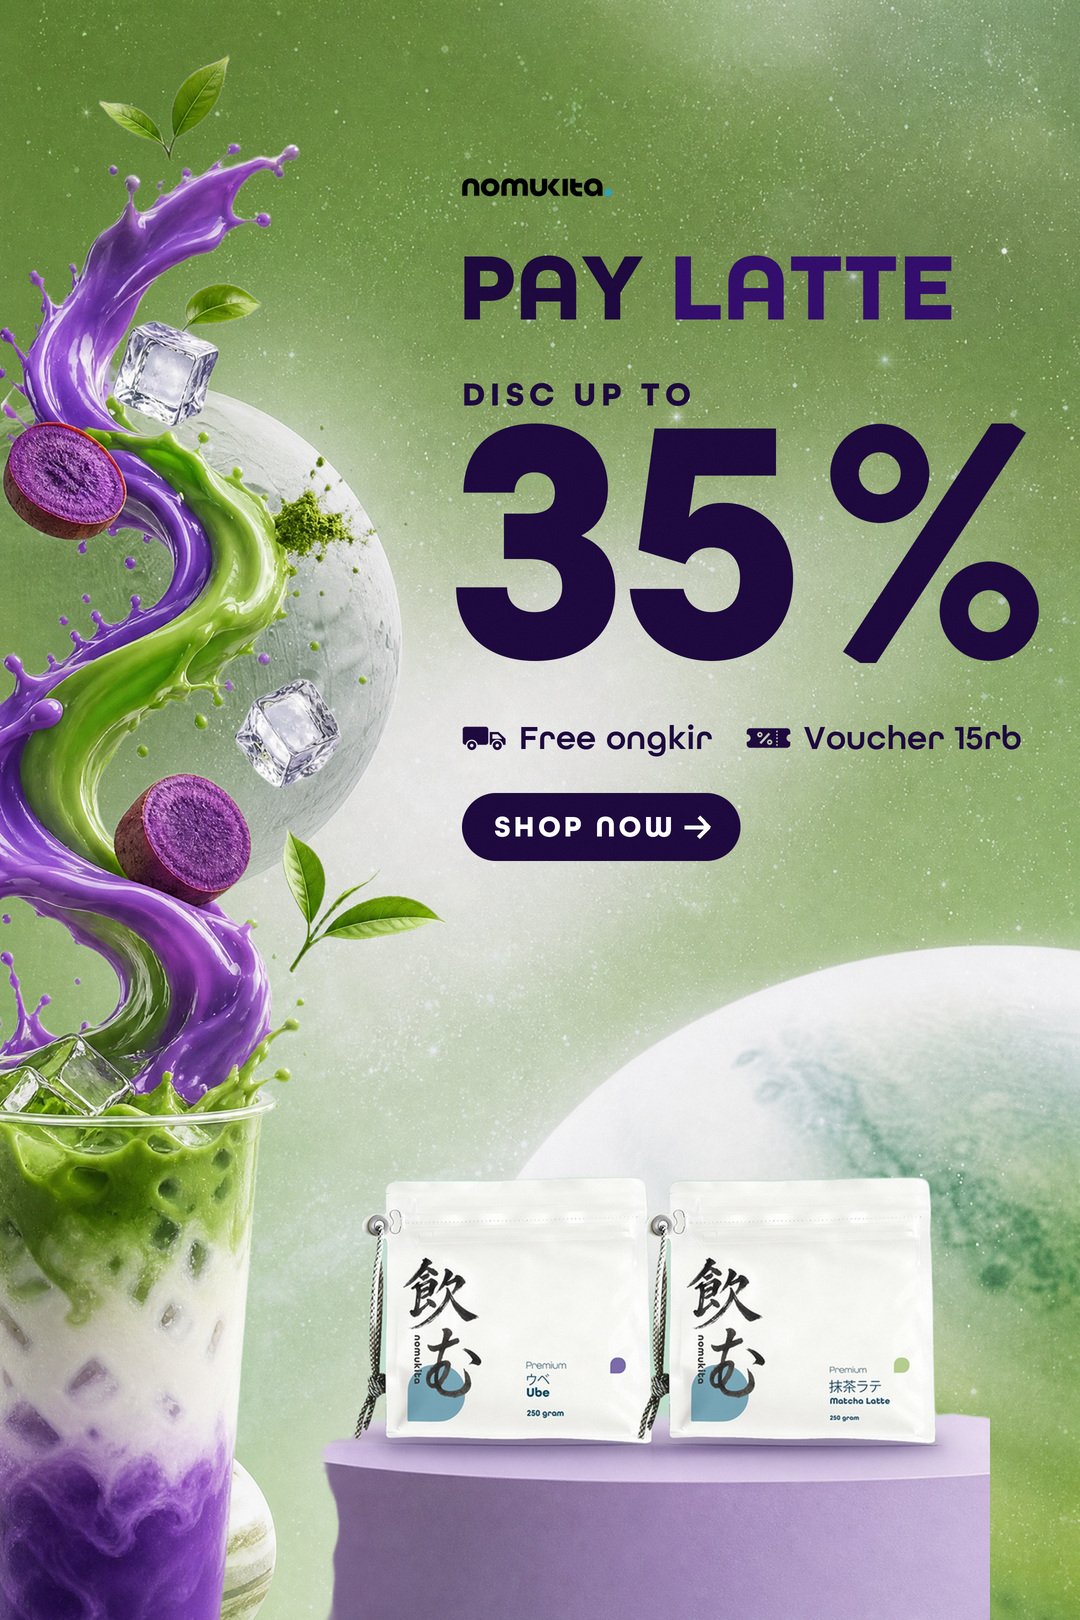 nomukita.
PAY LATTE
DISC UP TO
35%
Free ongkir
Voucher 15rb
SHOP NOW →
飲む
nomukita
Premium
ウベ
Ube
250 gram
飲む
nomukita
Premium
抹茶ラテ
Matcha Latte
250 gram